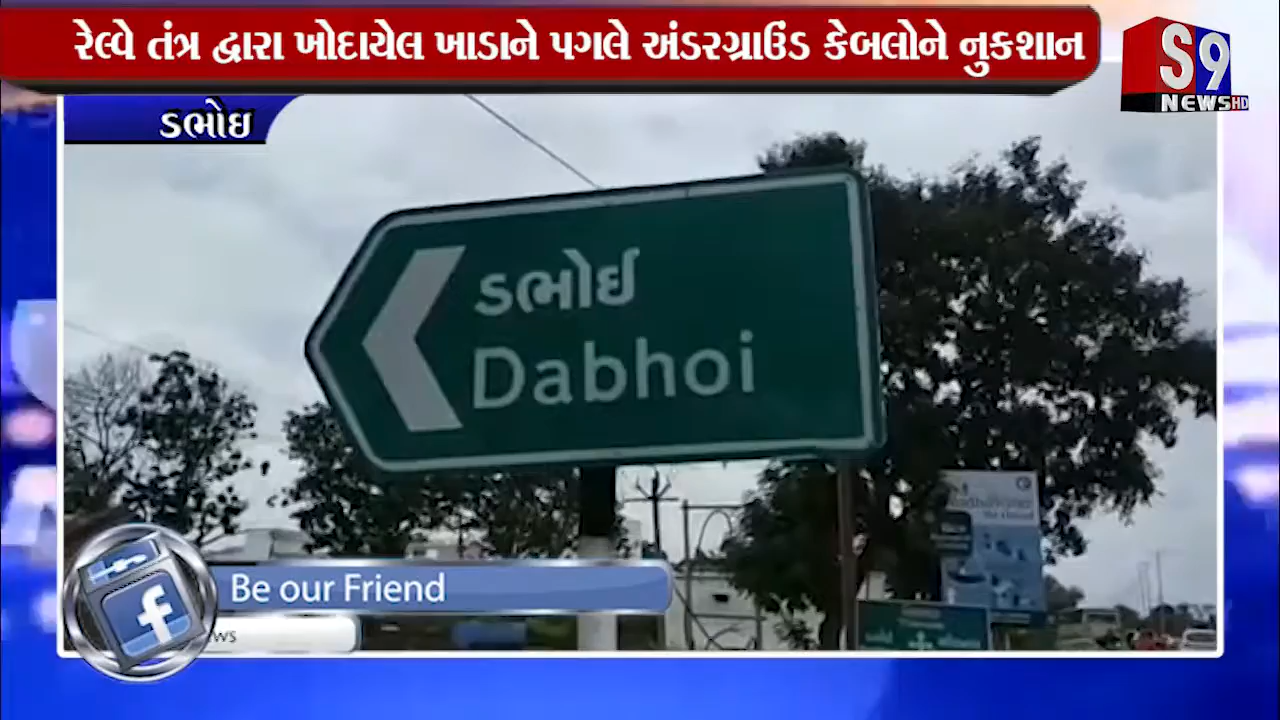 રેલ્વે તંત્ર દ્વારા ખોદાયેલ ખાડાને પગલે અંડરગ્રાઉંડ કેબલોને નુકશાન
S9
NEWS HD
ડભોઇ
ડભોઈ
Dabhoi
f
Be our Friend